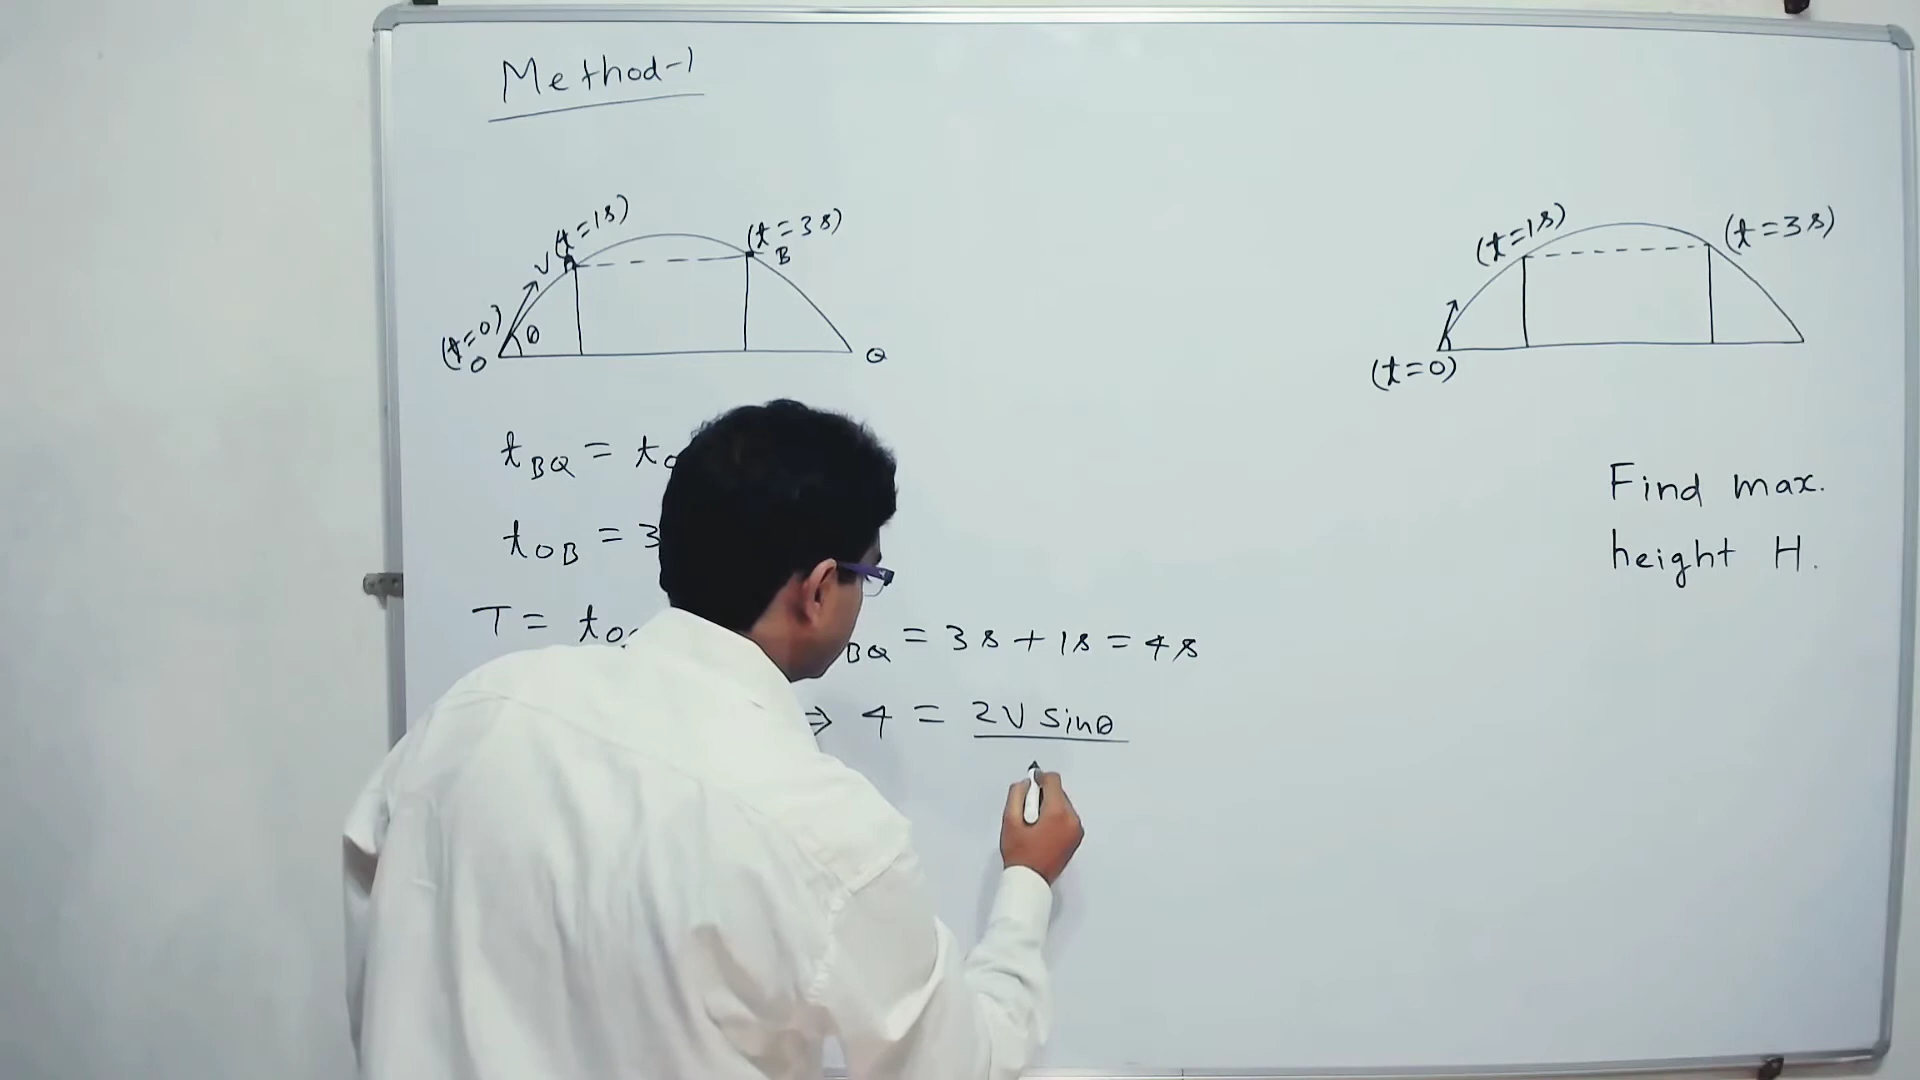 Method-1
(t=1s)
(t=3s)
V
A
B
(t=0)
θ
O
Q
(t=1s)
(t=3s)
(t=0)
t_BQ = t
t_OB = 3
T = t_O BQ = 3s + 1s = 4s
⇒ 4 = 2V sinθ
Find max.
height H.